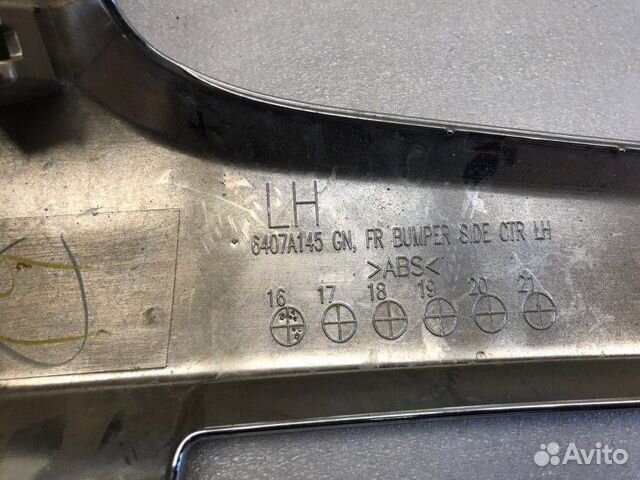 LH
6407A145 GN, FR BUMPER SIDE CTR LH
>ABS<
16 17 18 19 20 21
Avito